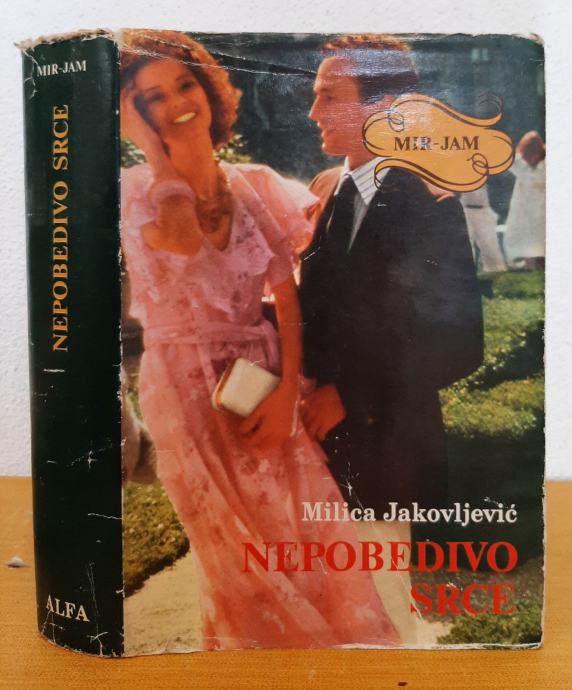 MIR-JAM
NEPOBEDIVO SRCE
ALFA
MIR-JAM
Milica Jakovljević
NEPOBEDIVO
SRCE